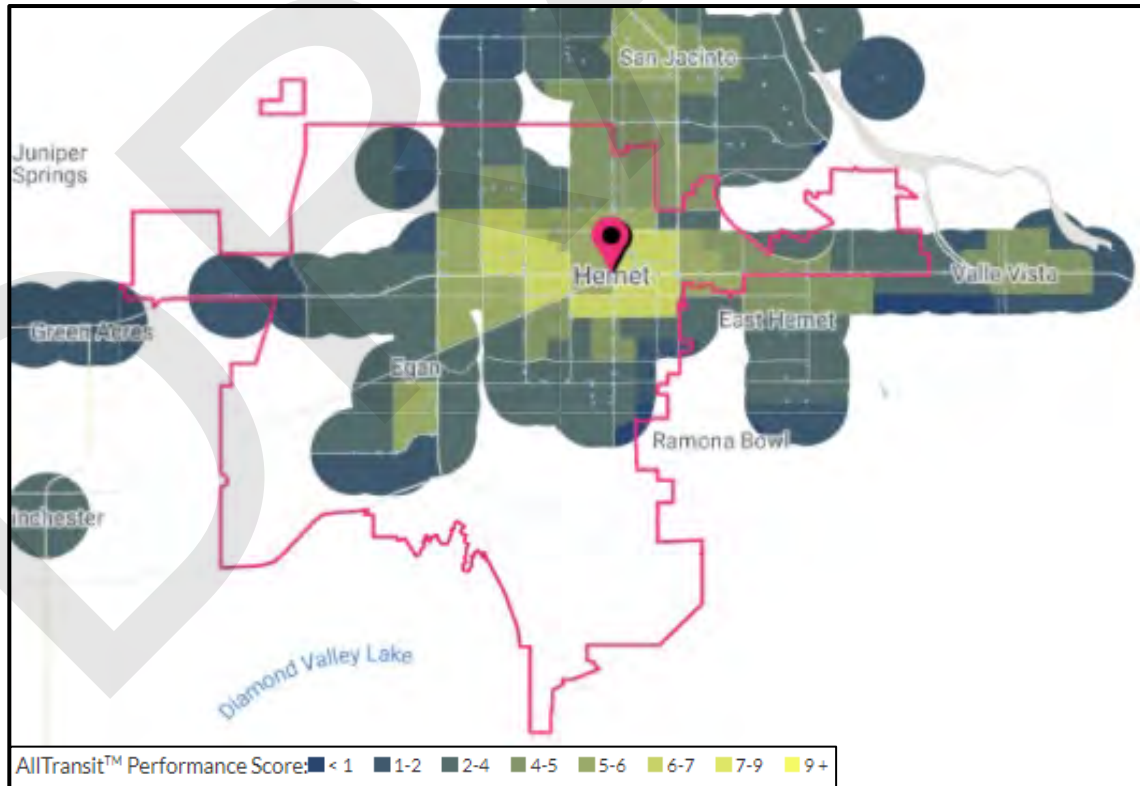 San Jacinto
Juniper
Springs
Hemet
Valle Vista
Green Acres
East Hemet
Egan
Ramona Bowl
inchester
Diamond Valley Lake
AllTransit™ Performance Score: < 1 1-2 2-4 4-5 5-6 6-7 7-9 9 +